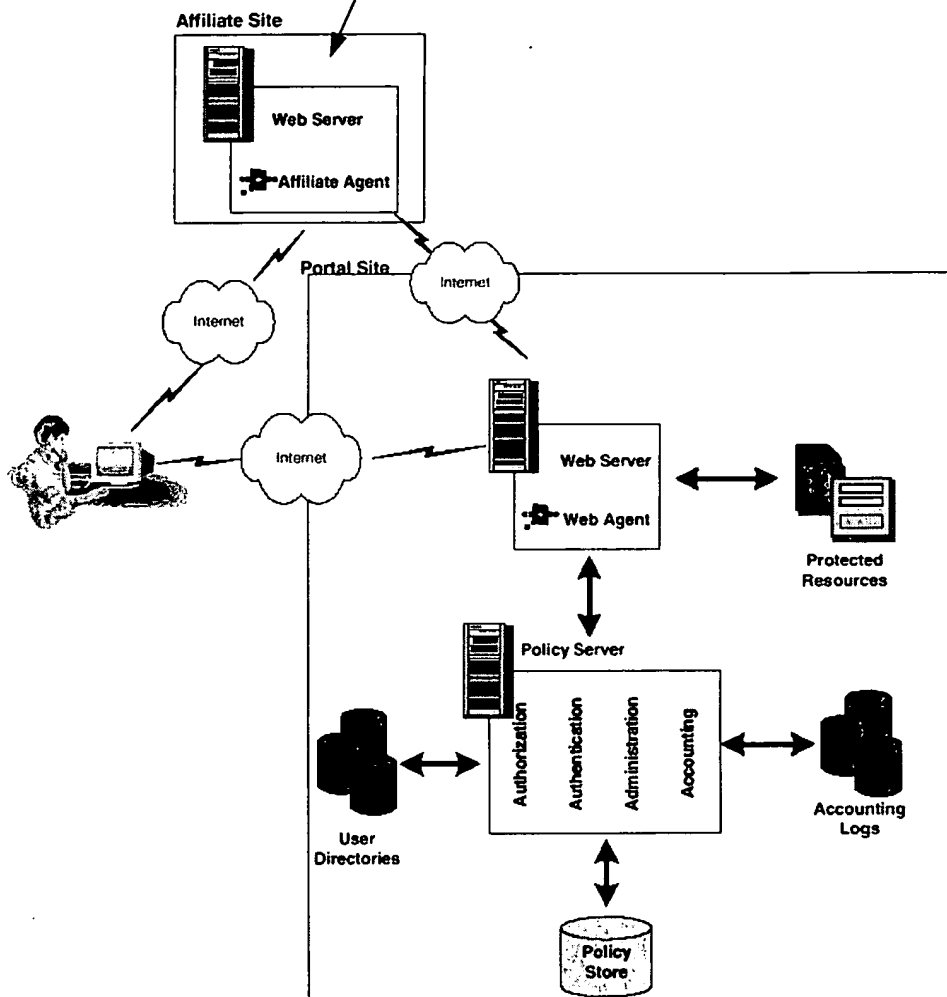 Affiliate Site
Web Server
Affiliate Agent
Portal Site
Internet
Internet
Internet
Web Server
Web Agent
Protected
Resources
Policy Server
Authorization
Authentication
Administration
Accounting
User
Directories
Accounting
Logs
Policy
Store